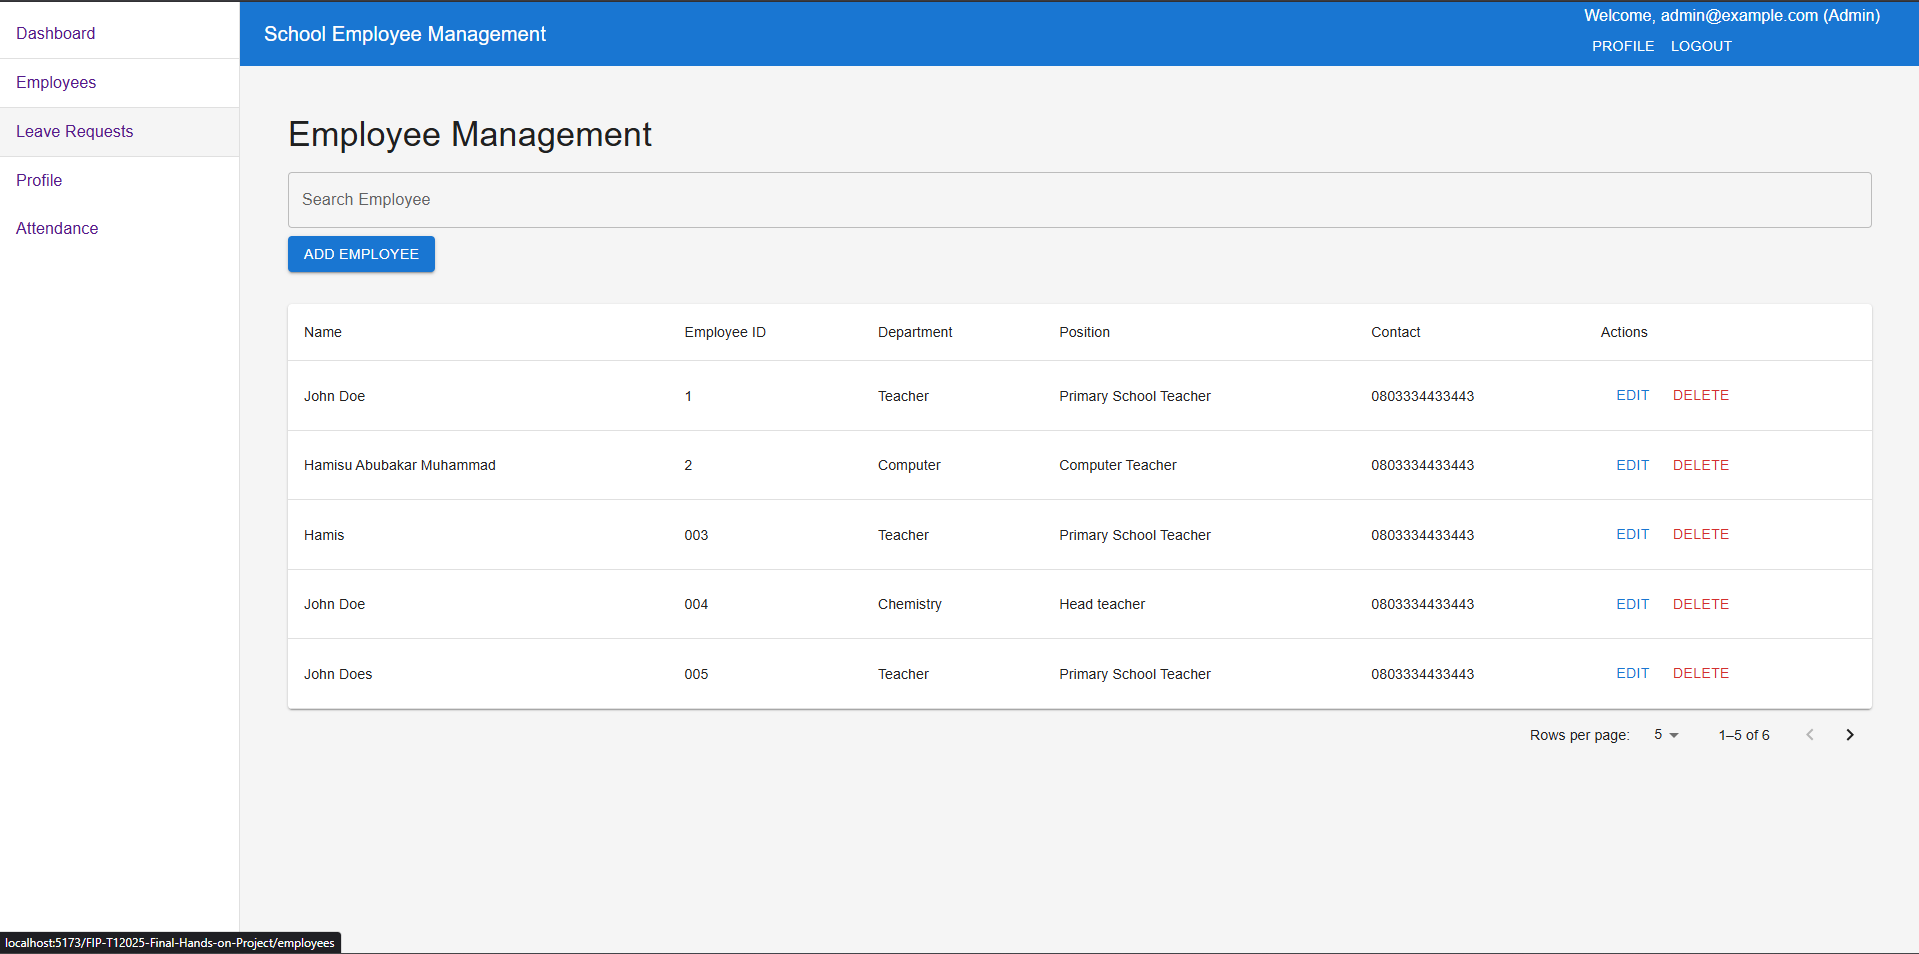 Dashboard
Employees
Leave Requests
Profile
Attendance
School Employee Management
Welcome, admin@example.com (Admin)
PROFILE LOGOUT
Employee Management
Search Employee
ADD EMPLOYEE
Name Employee ID Department Position Contact Actions
John Doe 1 Teacher Primary School Teacher 0803334433443 EDIT DELETE
Hamisu Abubakar Muhammad 2 Computer Computer Teacher 0803334433443 EDIT DELETE
Hamis 003 Teacher Primary School Teacher 0803334433443 EDIT DELETE
John Doe 004 Chemistry Head teacher 0803334433443 EDIT DELETE
John Does 005 Teacher Primary School Teacher 0803334433443 EDIT DELETE
Rows per page: 5 1–5 of 6
localhost:5173/FIP-T12025-Final-Hands-on-Project/employees